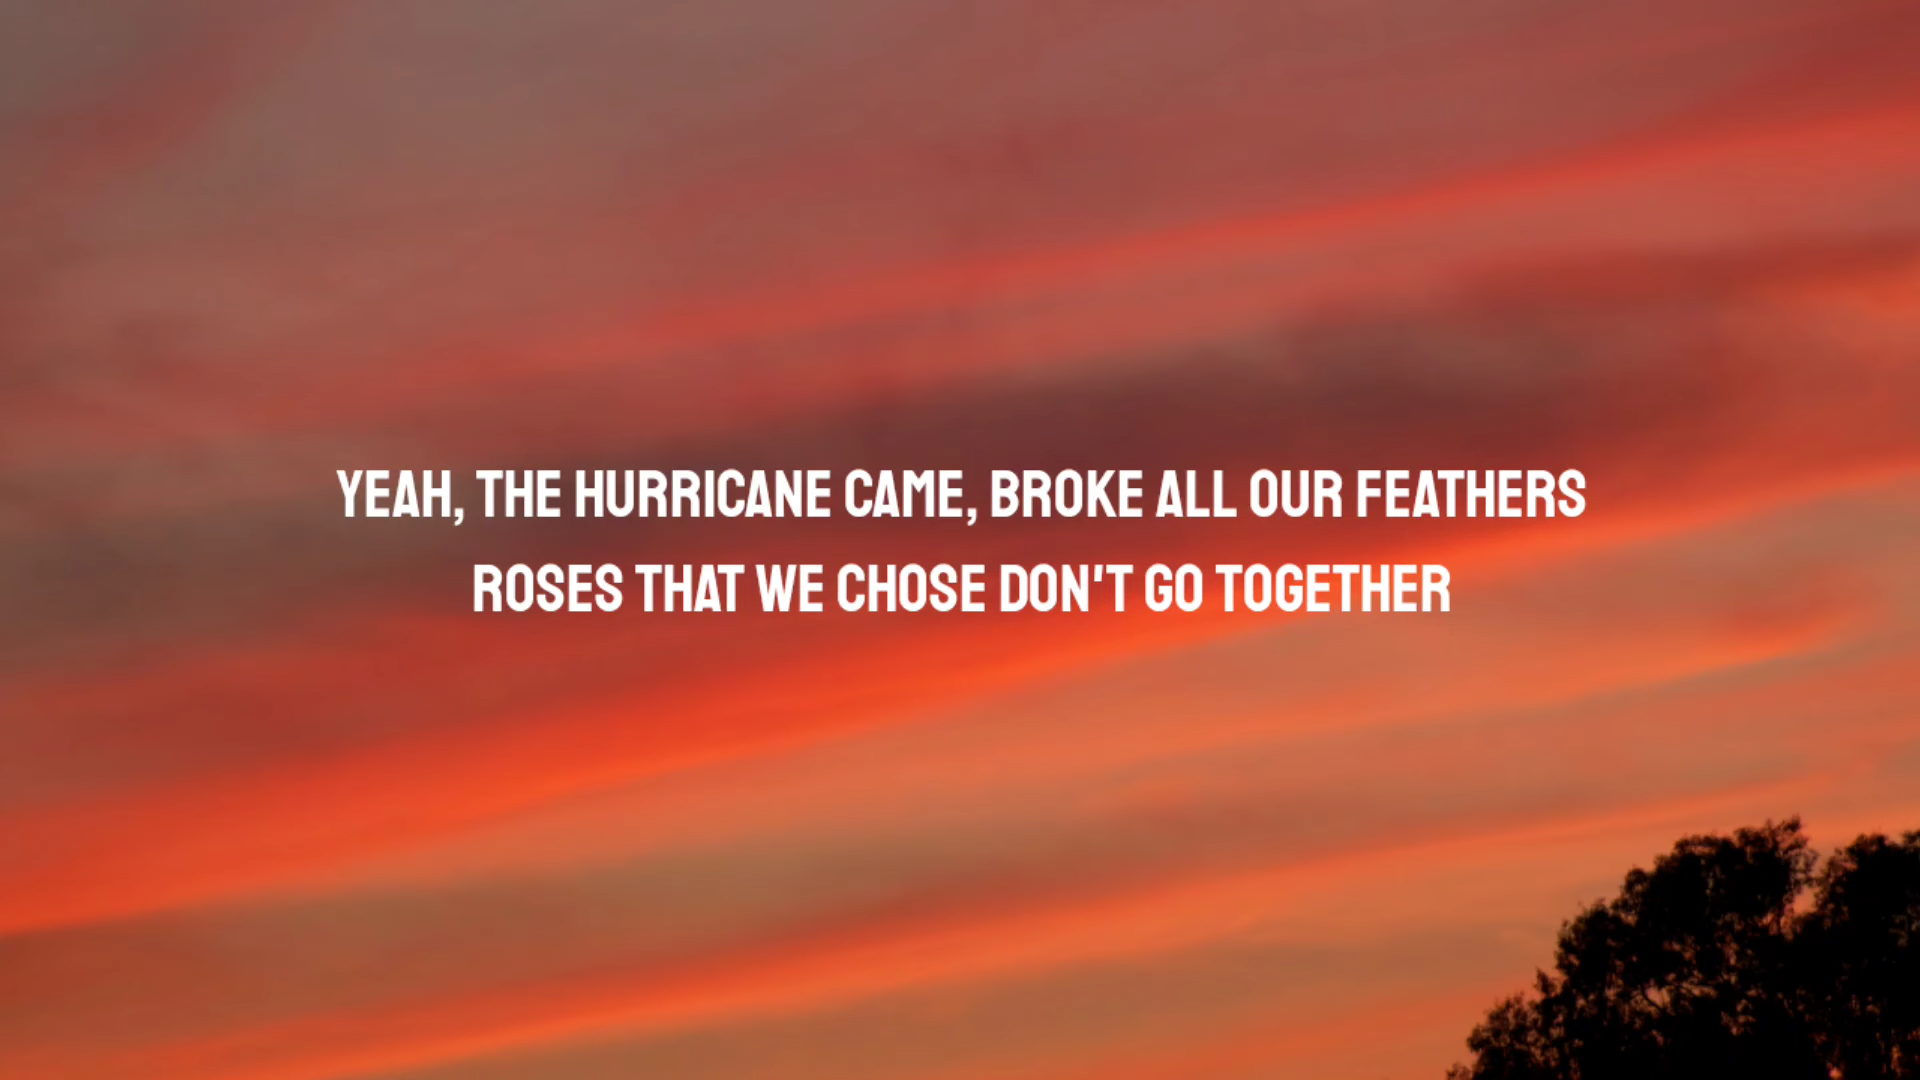 YEAH, THE HURRICANE CAME, BROKE ALL OUR FEATHERS
ROSES THAT WE CHOSE DON'T GO TOGETHER